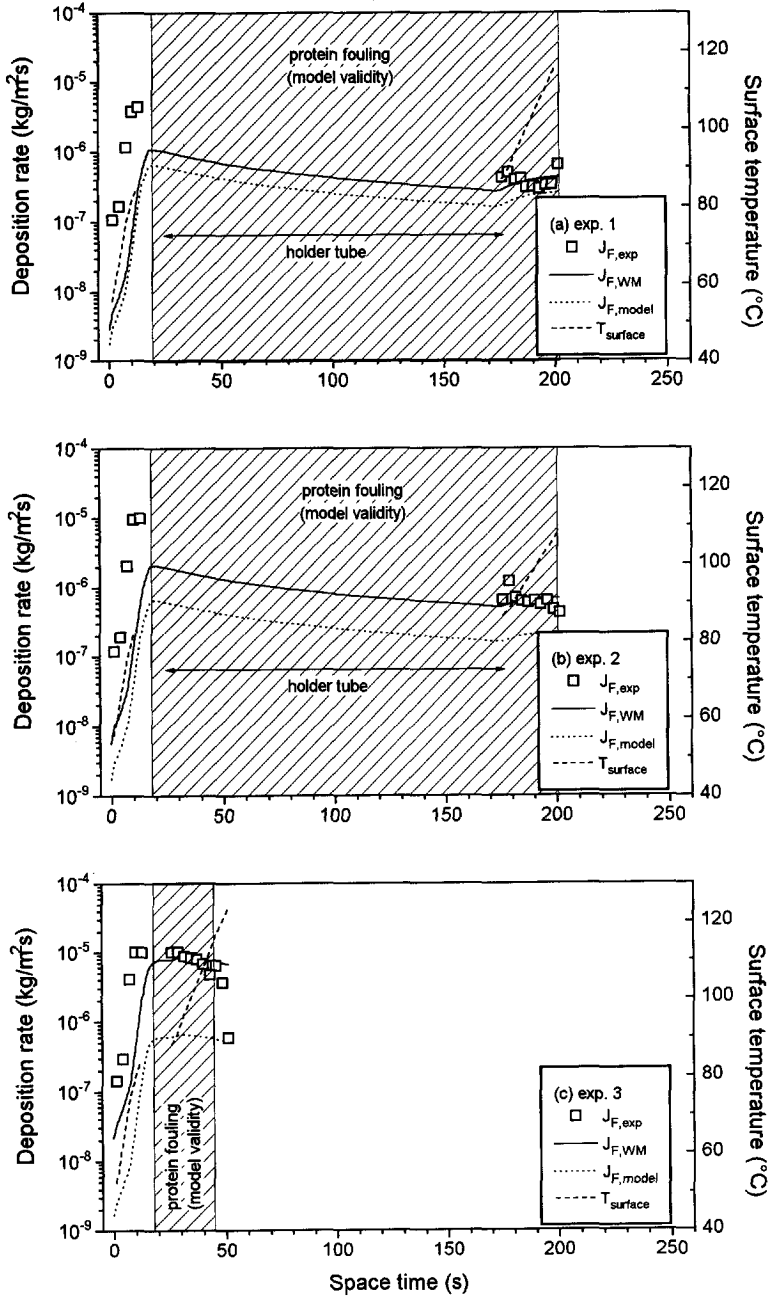 10⁻⁴
10⁻⁵
10⁻⁶
10⁻⁷
10⁻⁸
10⁻⁹
Deposition rate (kg/m²s)
protein fouling
(model validity)
holder tube
(a) exp. 1
J_F,exp
J_F,WM
J_F,model
T_surface
120
100
80
60
40
Surface temperature (°C)
0 50 100 150 200 250
10⁻⁴
10⁻⁵
10⁻⁶
10⁻⁷
10⁻⁸
10⁻⁹
Deposition rate (kg/m²s)
protein fouling
(model validity)
holder tube
(b) exp. 2
J_F,exp
J_F,WM
J_F,model
T_surface
120
100
80
60
40
Surface temperature (°C)
0 50 100 150 200 250
10⁻⁴
10⁻⁵
10⁻⁶
10⁻⁷
10⁻⁸
10⁻⁹
Deposition rate (kg/m²s)
protein fouling
(model validity)
(c) exp. 3
J_F,exp
J_F,WM
J_F,model
T_surface
120
100
80
60
40
Surface temperature (°C)
0 50 100 150 200 250
Space time (s)